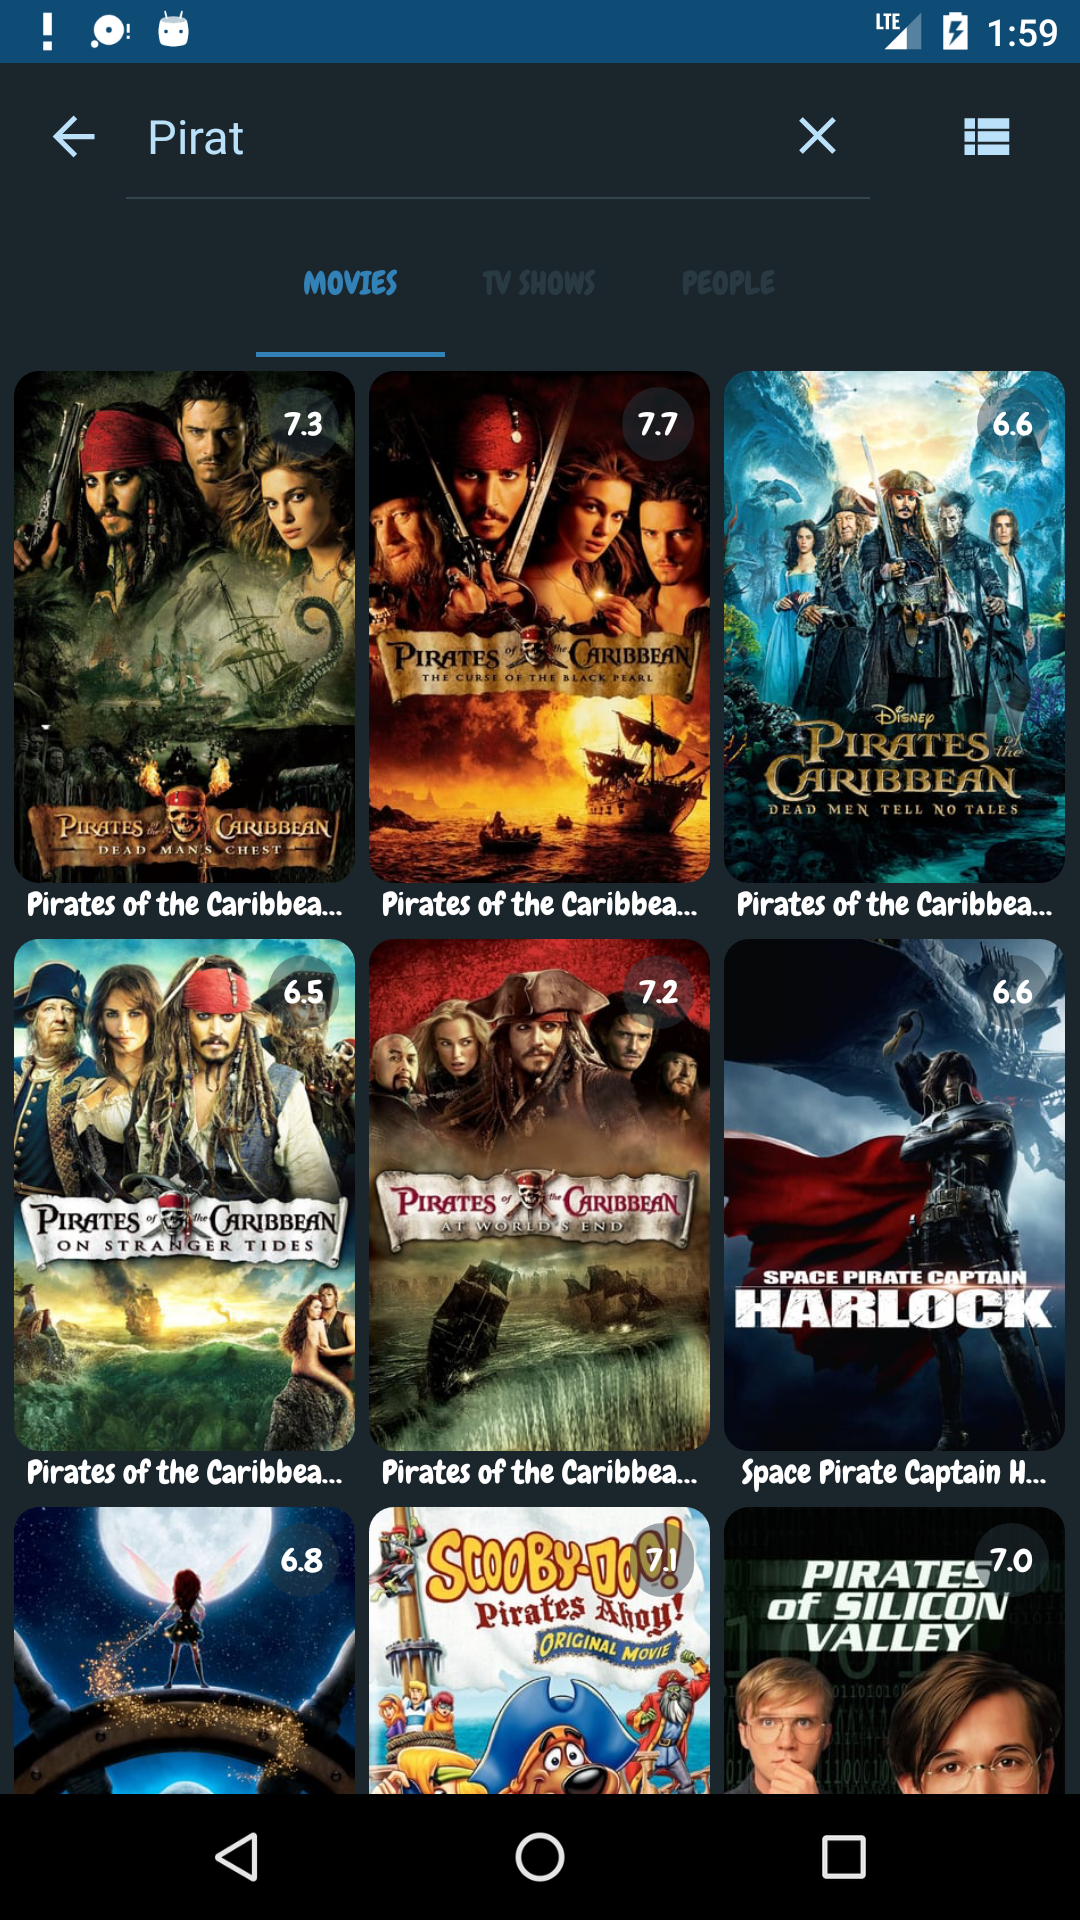 LTE 1:59
Pirat
MOVIES TV SHOWS PEOPLE
7.3 7.7 6.6
PIRATES of the CARIBBEAN
THE CURSE OF THE BLACK PEARL
DISNEY
PIRATES of the
CARIBBEAN
DEAD MEN TELL NO TALES
PIRATES of the CARIBBEAN
DEAD MAN'S CHEST
Pirates of the Caribbea... Pirates of the Caribbea... Pirates of the Caribbea...
6.5 7.2 6.6
PIRATES of the CARIBBEAN
ON STRANGER TIDES
PIRATES of the CARIBBEAN
AT WORLD'S END
SPACE PIRATE CAPTAIN
HARLOCK
Pirates of the Caribbea... Pirates of the Caribbea... Space Pirate Captain H...
6.8 7.1 7.0
SCOOBY-DOO!
Pirates Ahoy!
ORIGINAL MOVIE
PIRATES
of SILICON
VALLEY